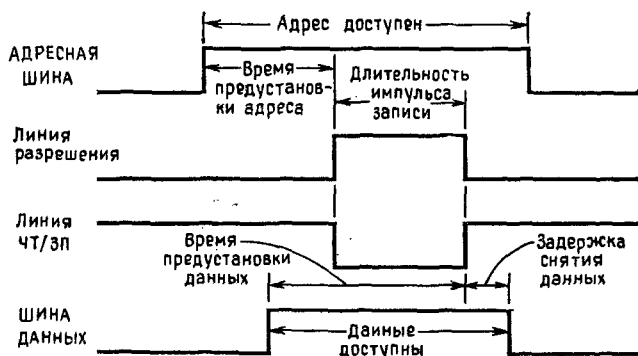 Адрес доступен
АДРЕСНАЯ
ШИНА
Время
предустанов-
ки адреса
Длительность
импульса
записи
Линия
разрешения
Линия
ЧТ/ЗП
Время
предустановки
данных
Задержка
снятия
данных
ШИНА
ДАННЫХ
Данные
доступны